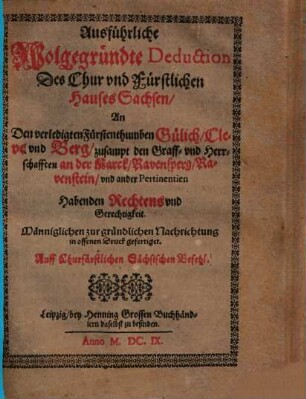 Ausführliche
Wolgegründte Deduction
Des Chur vnd Fürstlichen
Hauses Sachsen/
An
Den verledigten Fürstenthumben Gülich/Cle-
ve vnd Berg/ zusampt den Graff- vnd Herr-
schafften an der Marck/Ravensperg/Ra-
venstein/ vnd ander Pertinentien
Habenden Rechtens vnd
Gerechtigkeit.
Männiglichen zur gründlichen Nachrichtung
in offenen Druck gefertiget.
Auff Churfürstlichen Sächsischen Befehl.
Leipzig/bey Henning Grossen Buchhänd-
lern daselbst zu befinden.
Anno M. DC. IX.